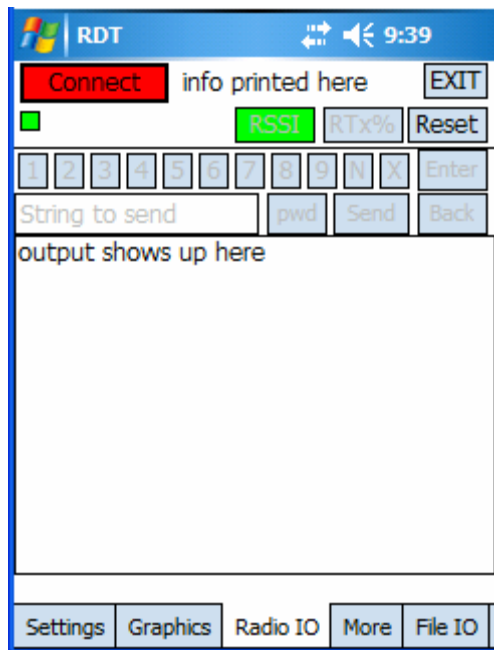 RDT 9:39
Connect info printed here EXIT
RSSI RTx% Reset
1 2 3 4 5 6 7 8 9 N X Enter
String to send pwd Send Back
output shows up here
Settings Graphics Radio IO More File IO